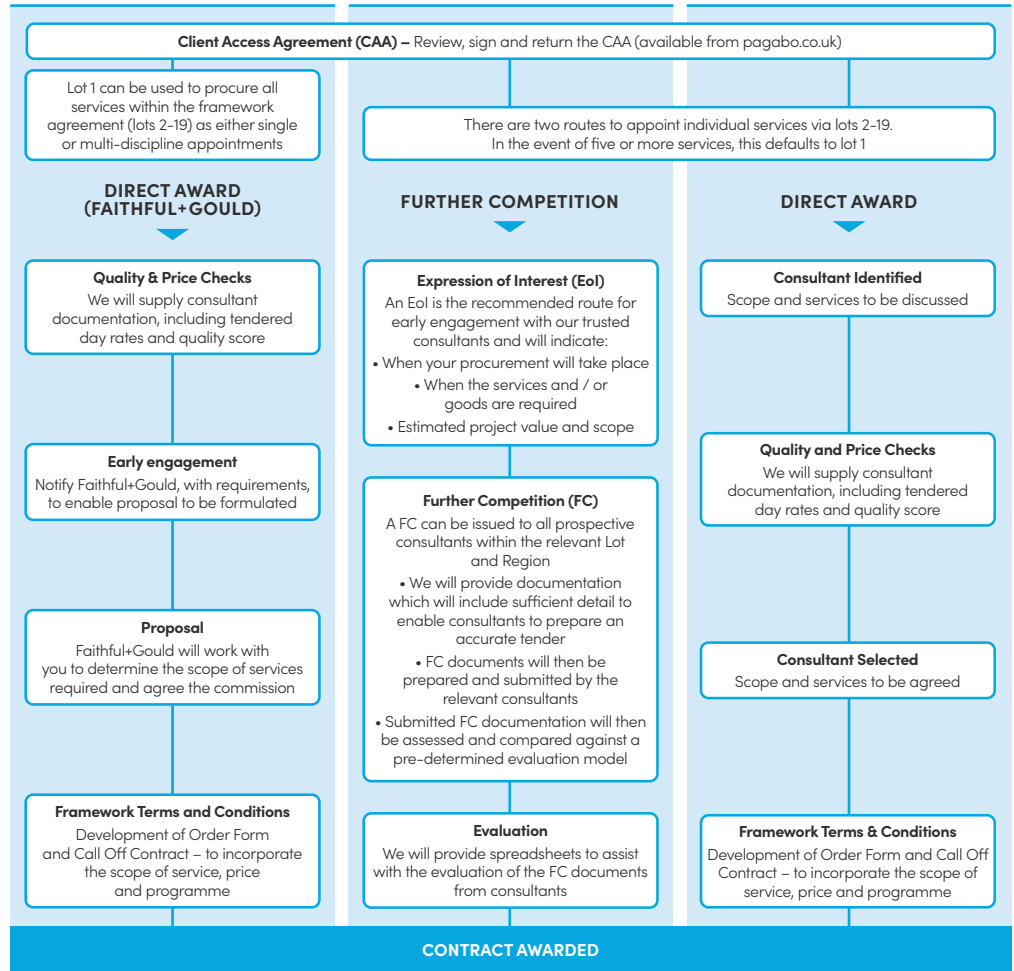 Client Access Agreement (CAA) – Review, sign and return the CAA (available from pagabo.co.uk)
Lot 1 can be used to procure all
services within the framework
agreement (lots 2-19) as either single
or multi-discipline appointments
There are two routes to appoint individual services via lots 2-19.
In the event of five or more services, this defaults to lot 1
DIRECT AWARD
(FAITHFUL+GOULD)
Quality & Price Checks
We will supply consultant
documentation, including tendered
day rates and quality score
Early engagement
Notify Faithful+Gould, with requirements,
to enable proposal to be formulated
Proposal
Faithful+Gould will work with
you to determine the scope of services
required and agree the commission
Framework Terms and Conditions
Development of Order Form
and Call Off Contract – to incorporate
the scope of service, price
and programme
FURTHER COMPETITION
Expression of Interest (EoI)
An EoI is the recommended route for
early engagement with our trusted
consultants and will indicate:
• When your procurement will take place
• When the services and / or
goods are required
• Estimated project value and scope
Further Competition (FC)
A FC can be issued to all prospective
consultants within the relevant Lot
and Region
• We will provide documentation
which will include sufficient detail to
enable consultants to prepare an
accurate tender
• FC documents will then be
prepared and submitted by the
relevant consultants
• Submitted FC documentation will then
be assessed and compared against a
pre-determined evaluation model
Evaluation
We will provide spreadsheets to assist
with the evaluation of the FC documents
from consultants
DIRECT AWARD
Consultant Identified
Scope and services to be discussed
Quality and Price Checks
We will supply consultant
documentation, including tendered
day rates and quality score
Consultant Selected
Scope and services to be agreed
Framework Terms & Conditions
Development of Order Form and Call Off
Contract – to incorporate the scope of
service, price and programme
CONTRACT AWARDED